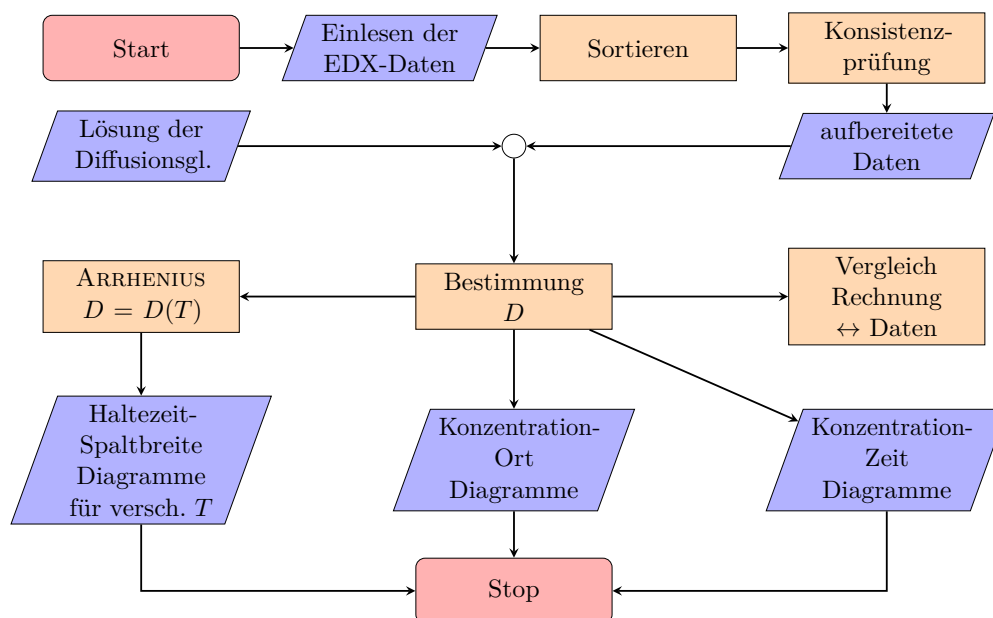 Start
Einlesen der
EDX-Daten
Sortieren
Konsistenz-
prüfung
Lösung der
Diffusionsgl.
aufbereitete
Daten
ARRHENIUS
D = D(T)
Bestimmung
D
Vergleich
Rechnung
↔ Daten
Haltezeit-
Spaltbreite
Diagramme
für versch. T
Konzentration-
Ort
Diagramme
Konzentration-
Zeit
Diagramme
Stop